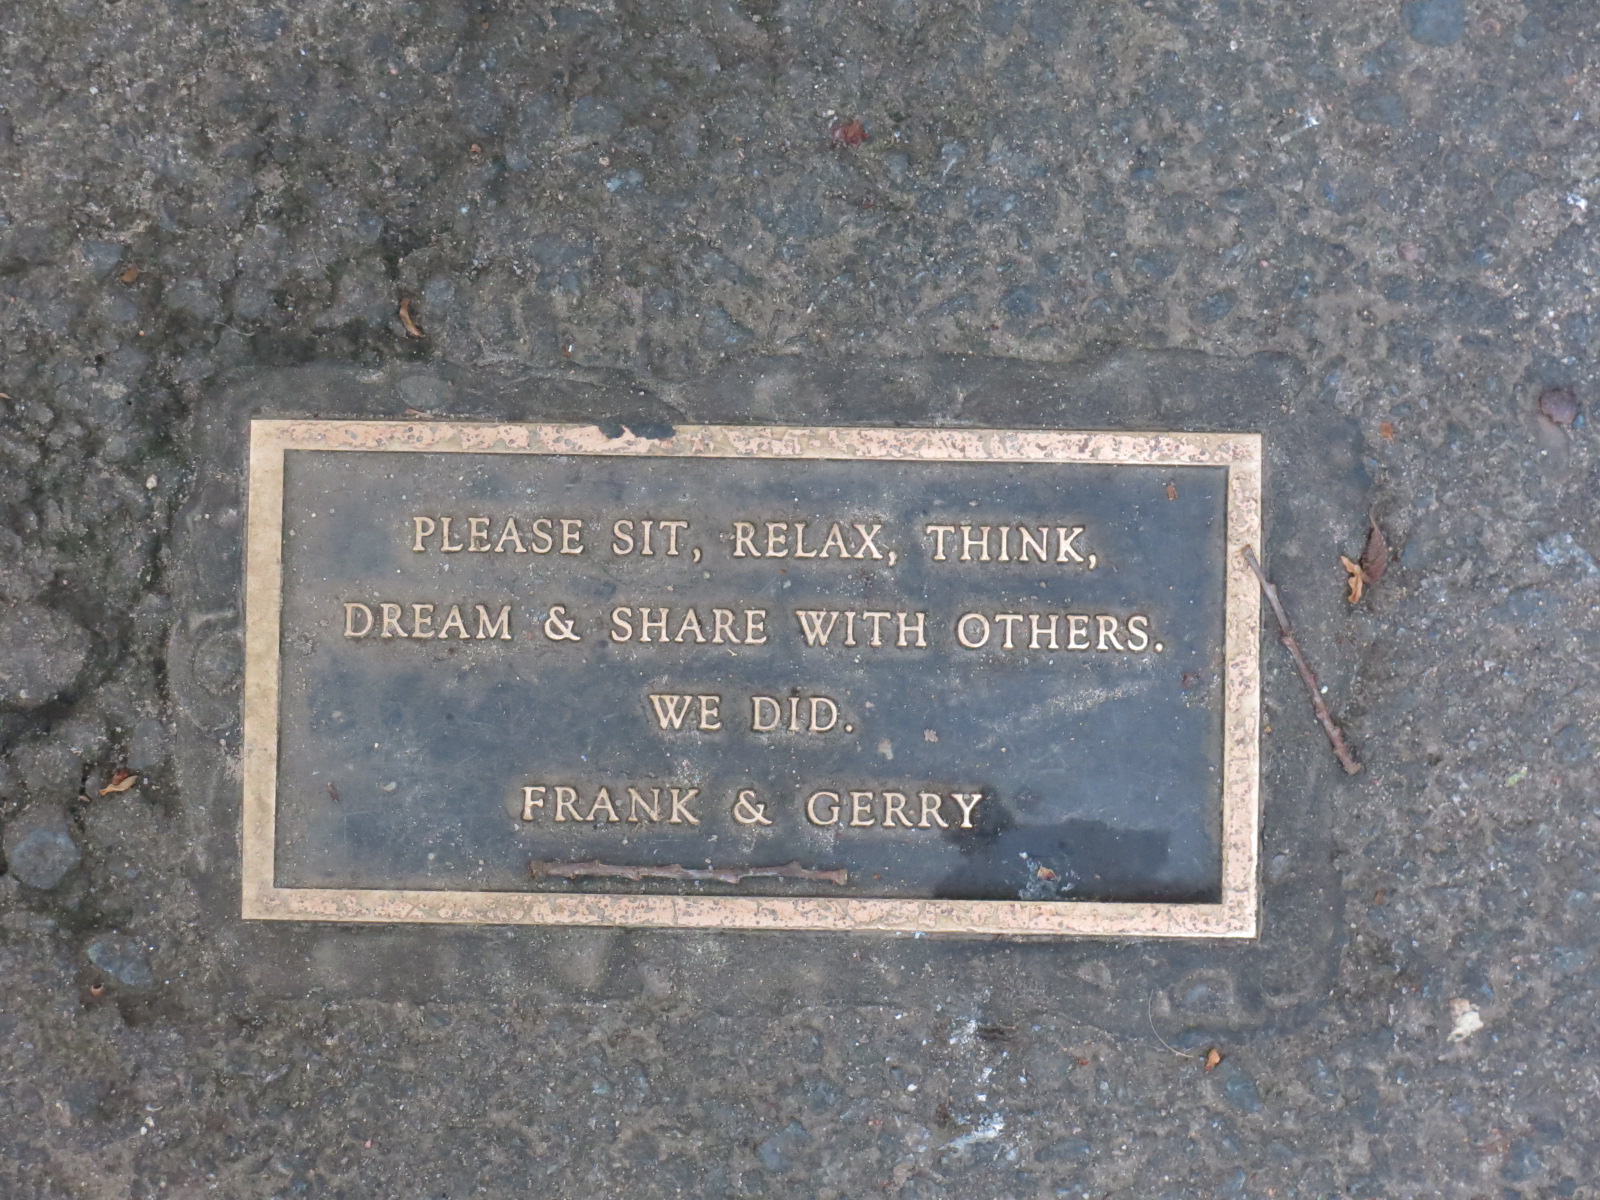 PLEASE SIT, RELAX, THINK,
DREAM & SHARE WITH OTHERS.
WE DID.
FRANK & GERRY